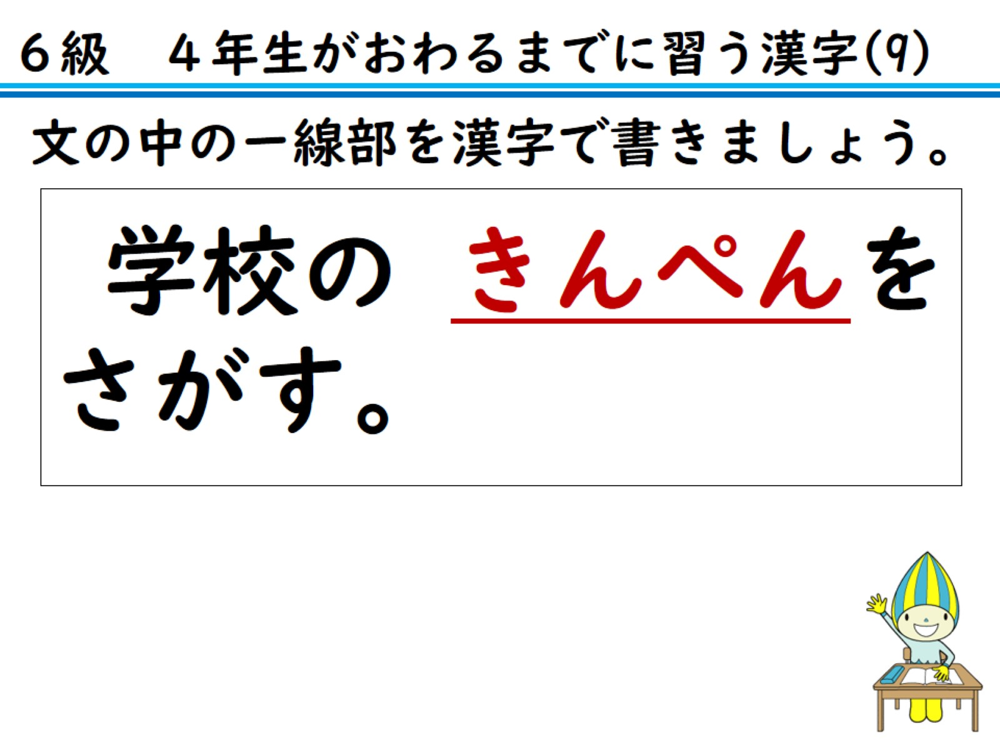 ６級　４年生がおわるまでに習う漢字(9)
文の中の一線部を漢字で書きましょう。
学校の　きんぺんを
さがす。